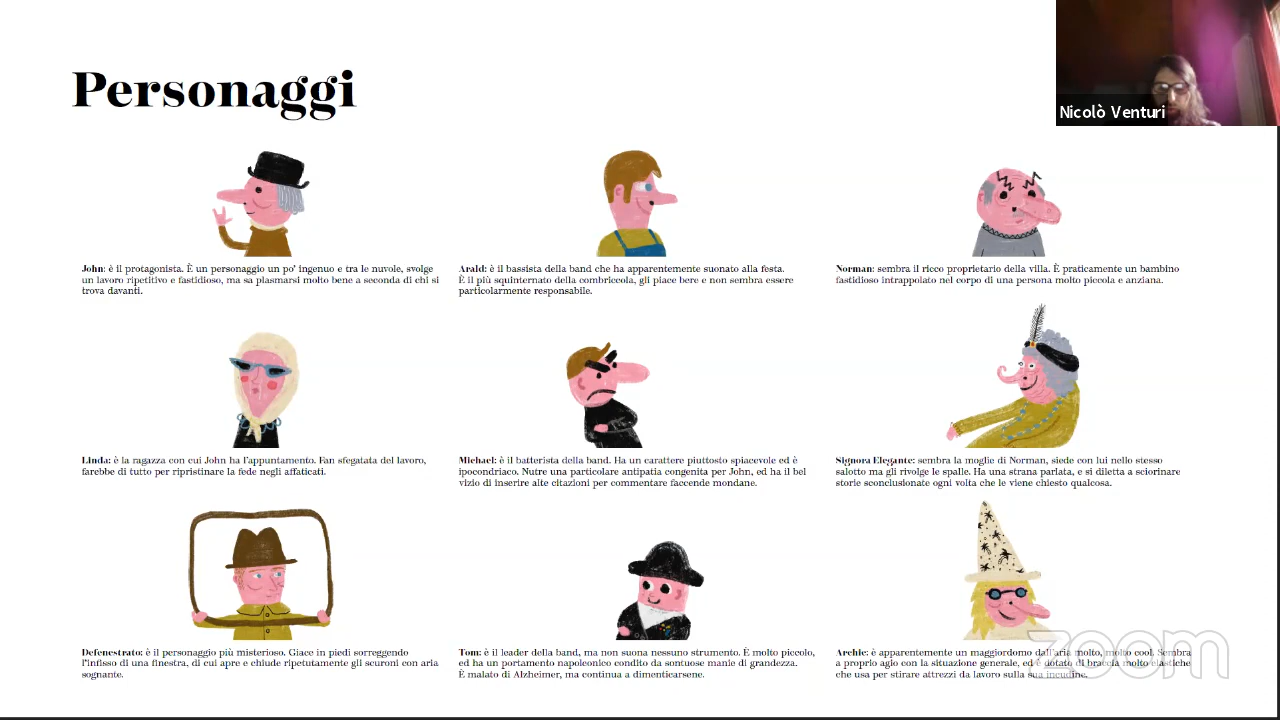 Personaggi
Nicolò Venturi
John: è il protagonista. È un personaggio un po' ingenuo e tra le nuvole, svolge
un lavoro ripetitivo e fastidioso, ma sa plasmarsi molto bene a seconda di chi si
trova davanti.
Arald: è il bassista della band che ha apparentemente suonato alla festa.
È il più squinternato della combriccola, gli piace bere e non sembra essere
particolarmente responsabile.
Norman: sembra il ricco proprietario della villa. È praticamente un bambino
fastidioso intrappolato nel corpo di una persona molto piccola e anziana.
Linda: è la ragazza con cui John ha l'appuntamento. Fan sfegatata del lavoro,
farebbe di tutto per ripristinare la fede negli affaticati.
Michael: è il batterista della band. Ha un carattere piuttosto spiacevole ed è
ipocondriaco. Nutre una particolare antipatia congenita per John, ed ha il bel
vizio di inserire alte citazioni per commentare faccende mondane.
Signora Elegante: sembra la moglie di Norman, siede con lui nello stesso
salotto ma gli rivolge le spalle. Ha una strana parlata, e si diletta a sciorinare
storie sconclusionate ogni volta che le viene chiesto qualcosa.
Defenestrato: è il personaggio più misterioso. Giace in piedi sorreggendo
l'infisso di una finestra, di cui apre e chiude ripetutamente gli scuroni con aria
sognante.
Tom: è il leader della band, ma non suona nessuno strumento. È molto piccolo,
ed ha un portamento napoleonico condito da sontuose manie di grandezza.
È malato di Alzheimer, ma continua a dimenticarsene.
Archie: è apparentemente un maggiordomo dall'aria molto, molto cool. Sembra
a proprio agio con la situazione generale, ed è dotato di braccia molto elastiche
che usa per stirare attrezzi da lavoro sulla sua incudine.
zoom